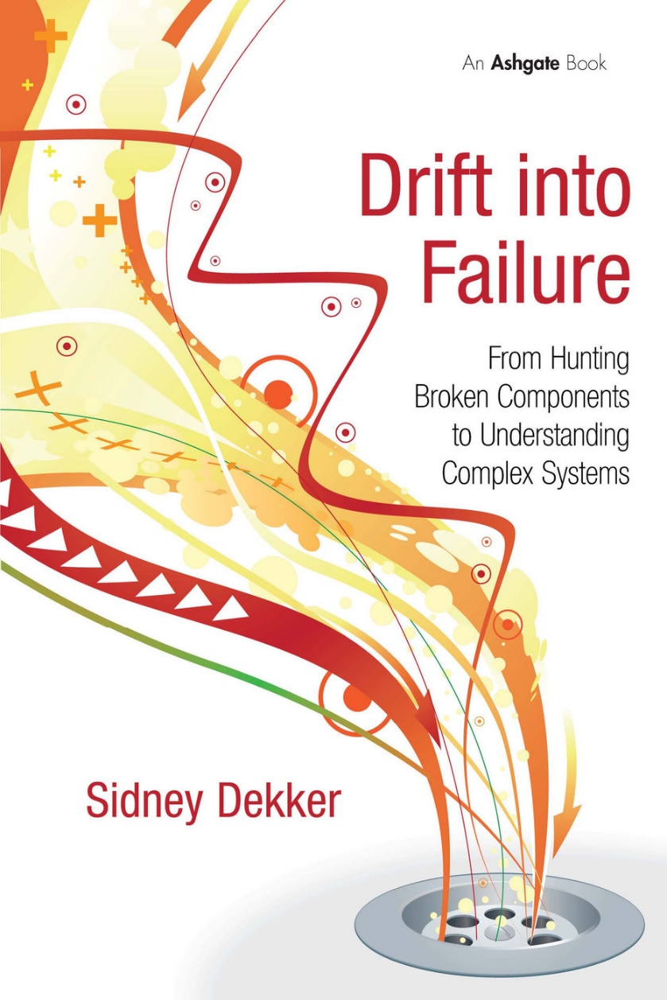 An Ashgate Book
Drift into
Failure
From Hunting
Broken Components
to Understanding
Complex Systems
Sidney Dekker